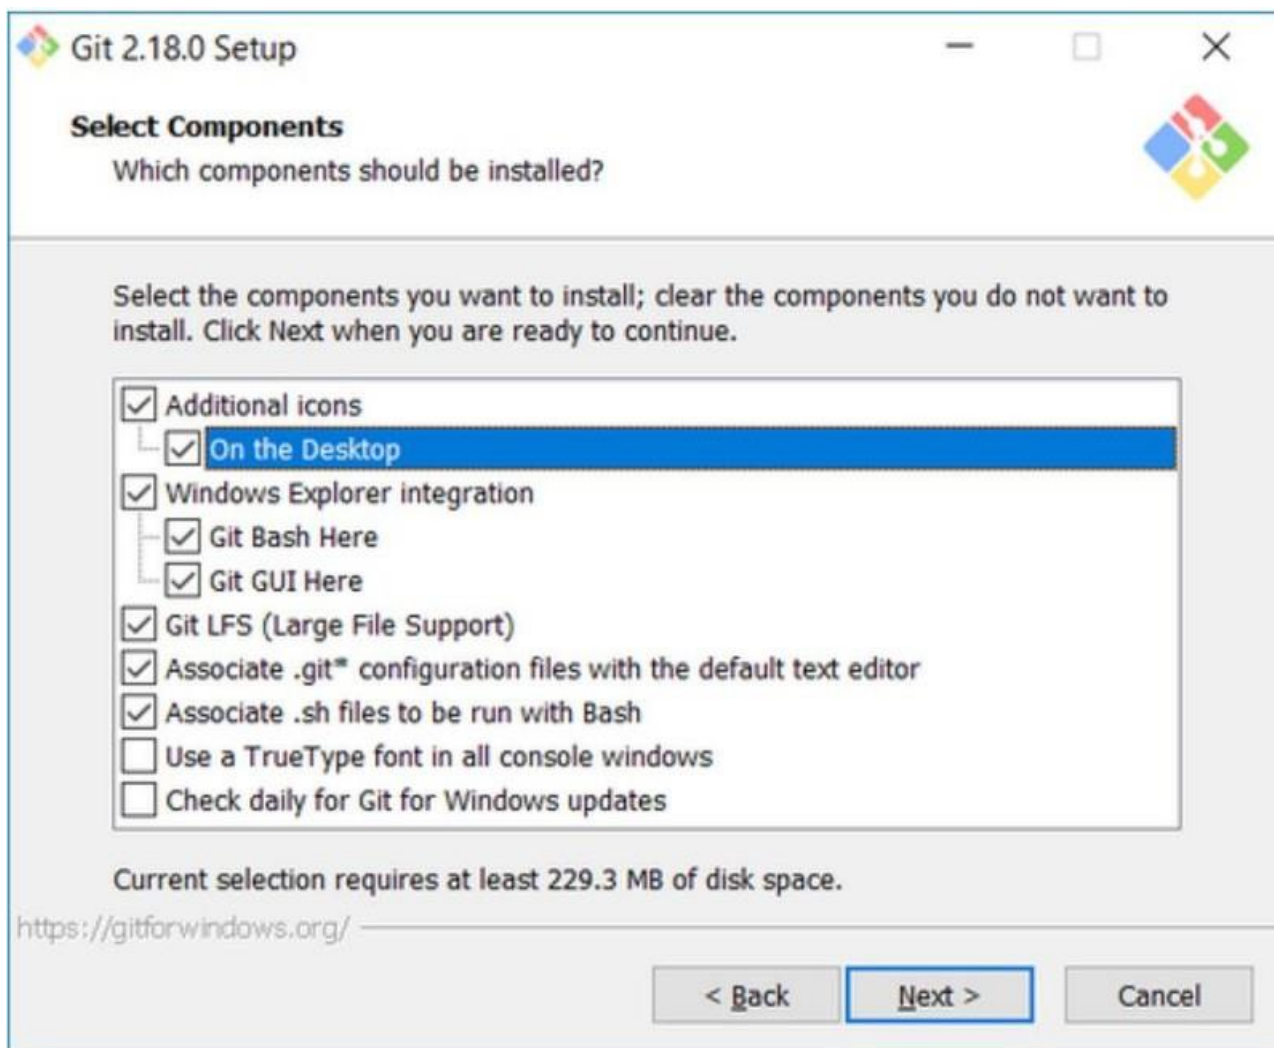 Git 2.18.0 Setup
Select Components
Which components should be installed?
Select the components you want to install; clear the components you do not want to
install. Click Next when you are ready to continue.
Additional icons
On the Desktop
Windows Explorer integration
Git Bash Here
Git GUI Here
Git LFS (Large File Support)
Associate .git* configuration files with the default text editor
Associate .sh files to be run with Bash
Use a TrueType font in all console windows
Check daily for Git for Windows updates
Current selection requires at least 229.3 MB of disk space.
https://gitforwindows.org/
< Back Next > Cancel